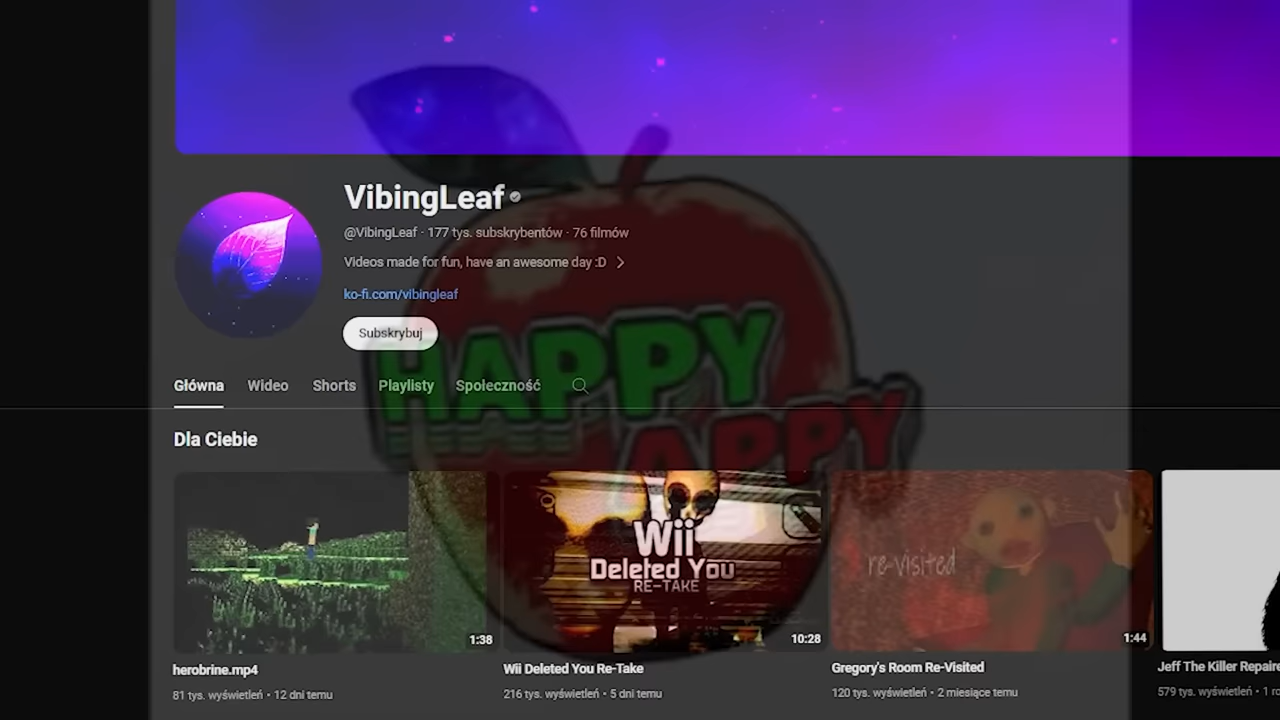 VibingLeaf
@VibingLeaf · 177 tys. subskrybentów · 76 filmów
Videos made for fun, have an awesome day :D
ko-fi.com/vibingleaf
Subskrybuj
HAPPY
APPY
Główna Wideo Shorts Playlisty Społeczność
Dla Ciebie
Wii
Deleted You
RE-TAKE
re-visited
1:38
10:28
1:44
herobrine.mp4
Wii Deleted You Re-Take
Gregory's Room Re-Visited
Jeff The Killer Repaire
81 tys. wyświetleń • 12 dni temu
216 tys. wyświetleń • 5 dni temu
120 tys. wyświetleń • 2 miesiące temu
579 tys. wyświetleń • 1 ro